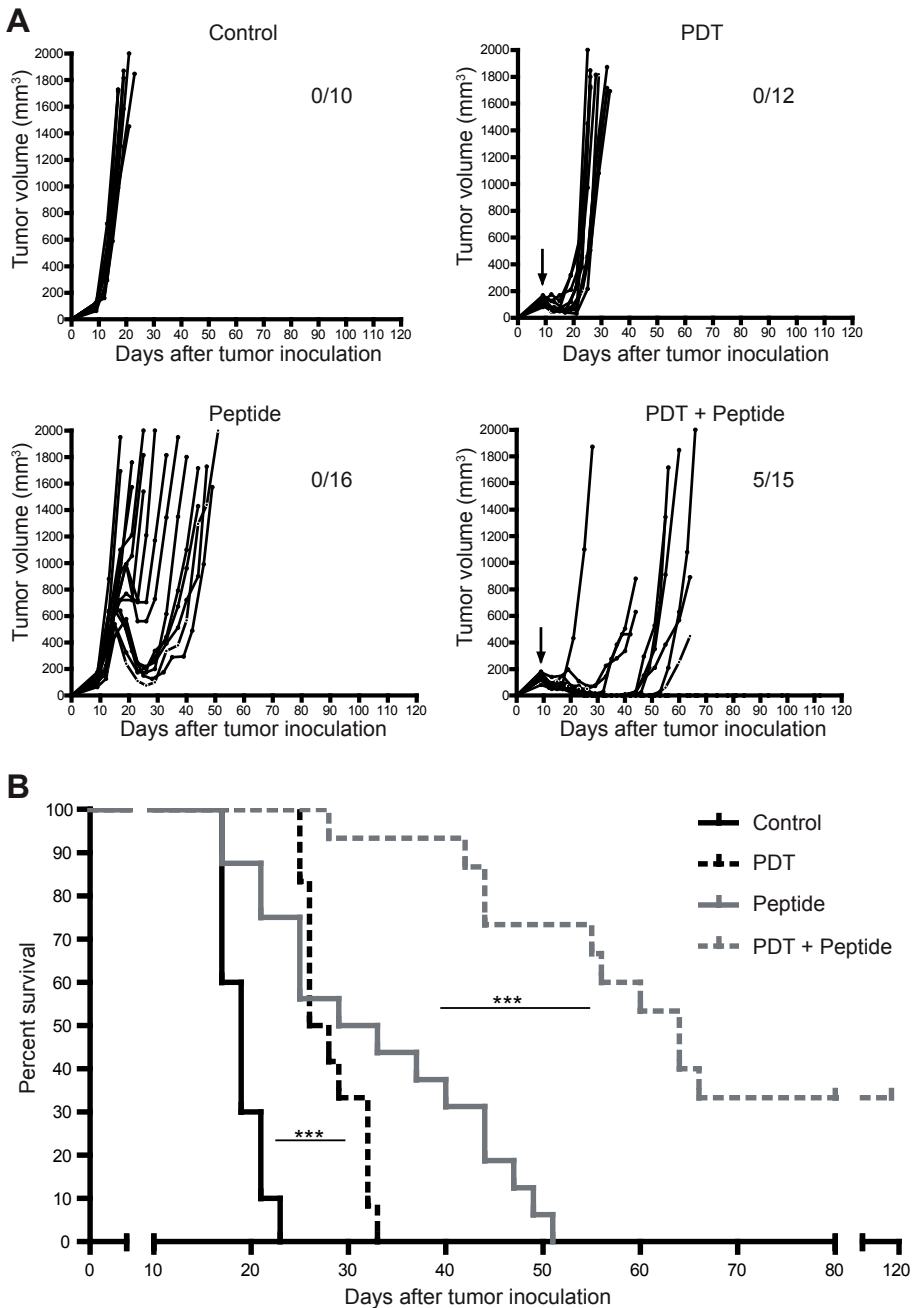 A
Control
PDT
2000
1800
1600
1400
1200
1000
800
600
400
200
0
Tumor volume (mm³)
0/10
0 10 20 30 40 50 60 70 80 90 100 110 120
Days after tumor inoculation
2000
1800
1600
1400
1200
1000
800
600
400
200
0
Tumor volume (mm³)
0/12
0 10 20 30 40 50 60 70 80 90 100 110 120
Days after tumor inoculation
Peptide
PDT + Peptide
2000
1800
1600
1400
1200
1000
800
600
400
200
0
Tumor volume (mm³)
0/16
0 10 20 30 40 50 60 70 80 90 100 110 120
Days after tumor inoculation
2000
1800
1600
1400
1200
1000
800
600
400
200
0
Tumor volume (mm³)
5/15
0 10 20 30 40 50 60 70 80 90 100 110 120
Days after tumor inoculation
B
100
90
80
70
60
50
40
30
20
10
0
Percent survival
Control
PDT
Peptide
PDT + Peptide
***
***
0 10 20 30 40 50 60 70 80 120
Days after tumor inoculation